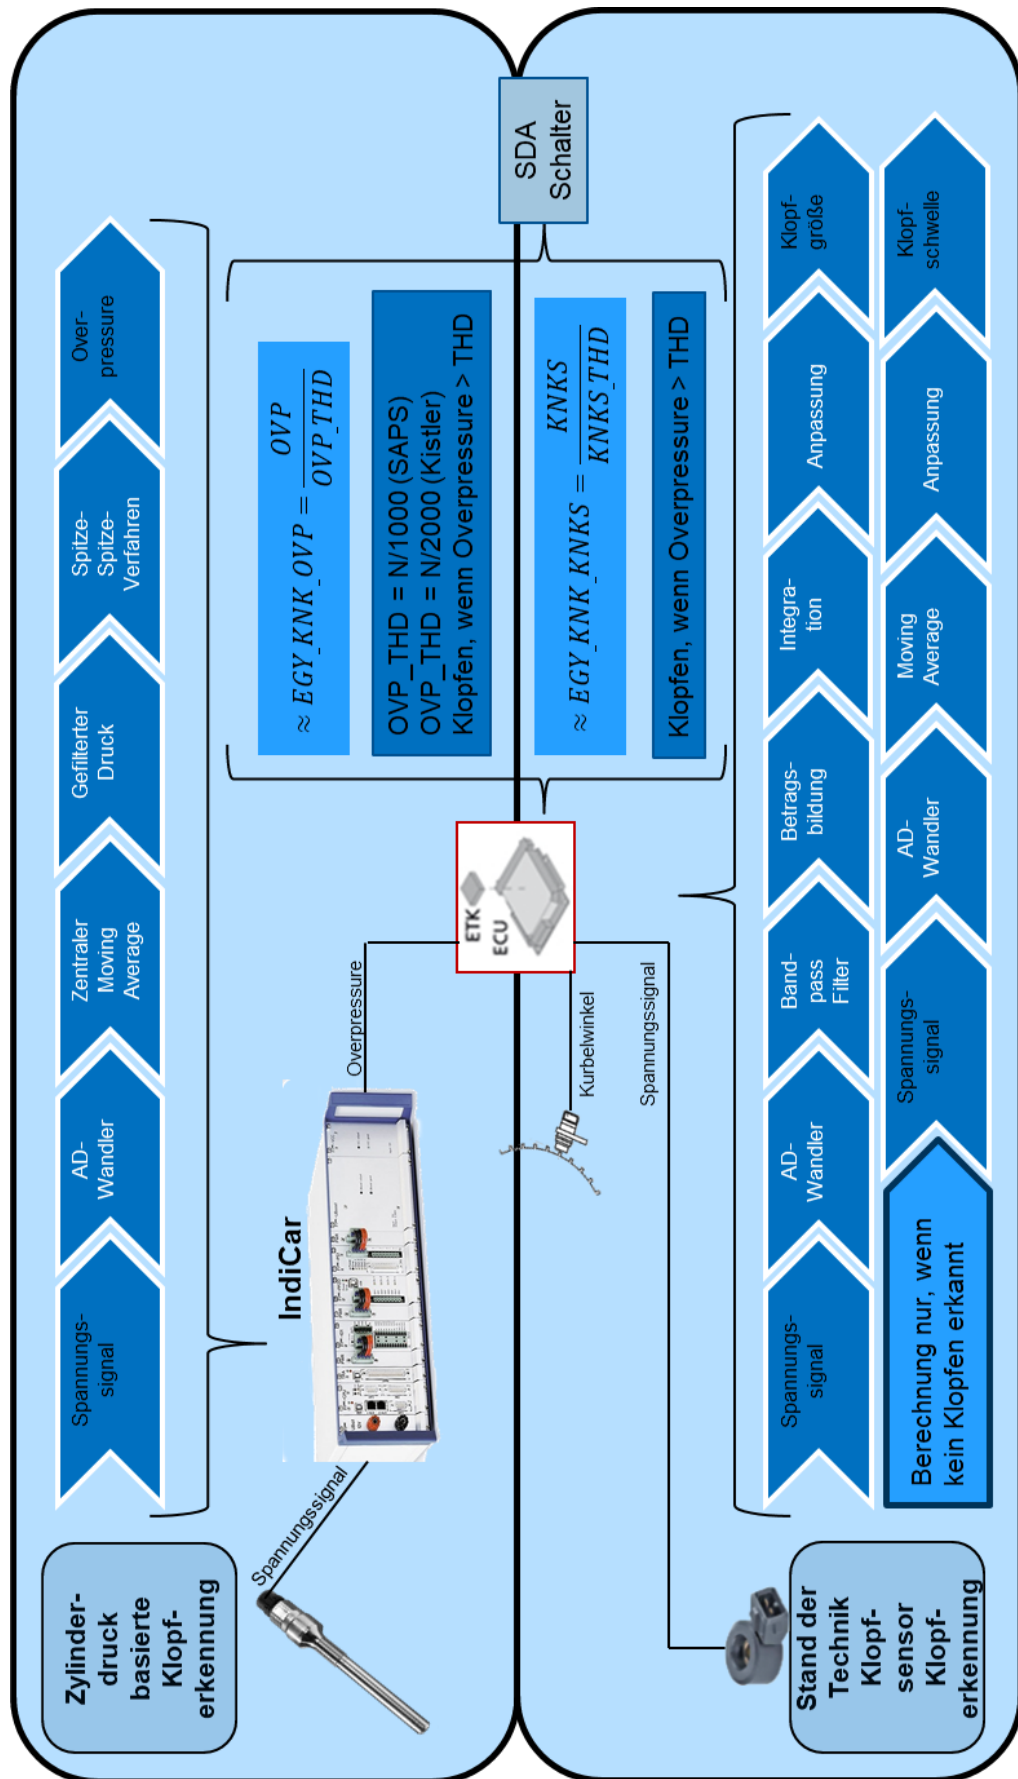 Zylinder-
druck
basierte
Klopf-
erkennung
Spannungs-
signal
AD-
Wandler
Zentraler
Moving
Average
Gefilterter
Druck
Spitze-
Spitze-
Verfahren
Over-
pressure
Spannungssignal
IndiCar
Overpressure
ETK
ECU
Kurbelwinkel
Spannungssignal
≈ EGY_KNK_OVP = OVP / OVP_THD
OVP_THD = N/1000 (SAPS)
OVP_THD = N/2000 (Kistler)
Klopfen, wenn Overpressure > THD
≈ EGY_KNK_KNKS = KNKS / KNKS_THD
Klopfen, wenn Overpressure > THD
SDA
Schalter
Stand der
Technik
Klopf-
sensor
Klopf-
erkennung
Spannungs-
signal
AD-
Wandler
Band-
pass
Filter
Betrags-
bildung
Integra-
tion
Anpassung
Klopf-
größe
Berechnung nur, wenn
kein Klopfen erkannt
Spannungs-
signal
AD-
Wandler
Moving
Average
Anpassung
Klopf-
schwelle